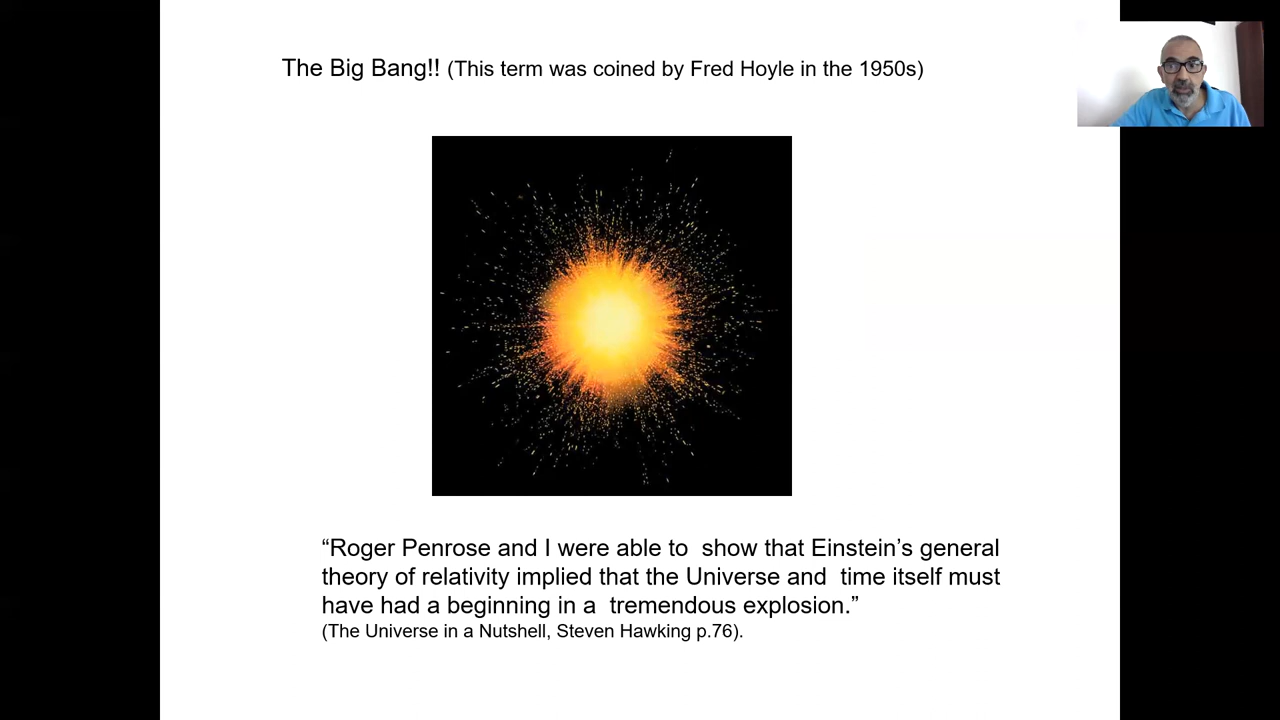 The Big Bang!! (This term was coined by Fred Hoyle in the 1950s)
“Roger Penrose and I were able to  show that Einstein’s general
theory of relativity implied that the Universe and  time itself must
have had a beginning in a  tremendous explosion.”
(The Universe in a Nutshell, Steven Hawking p.76).